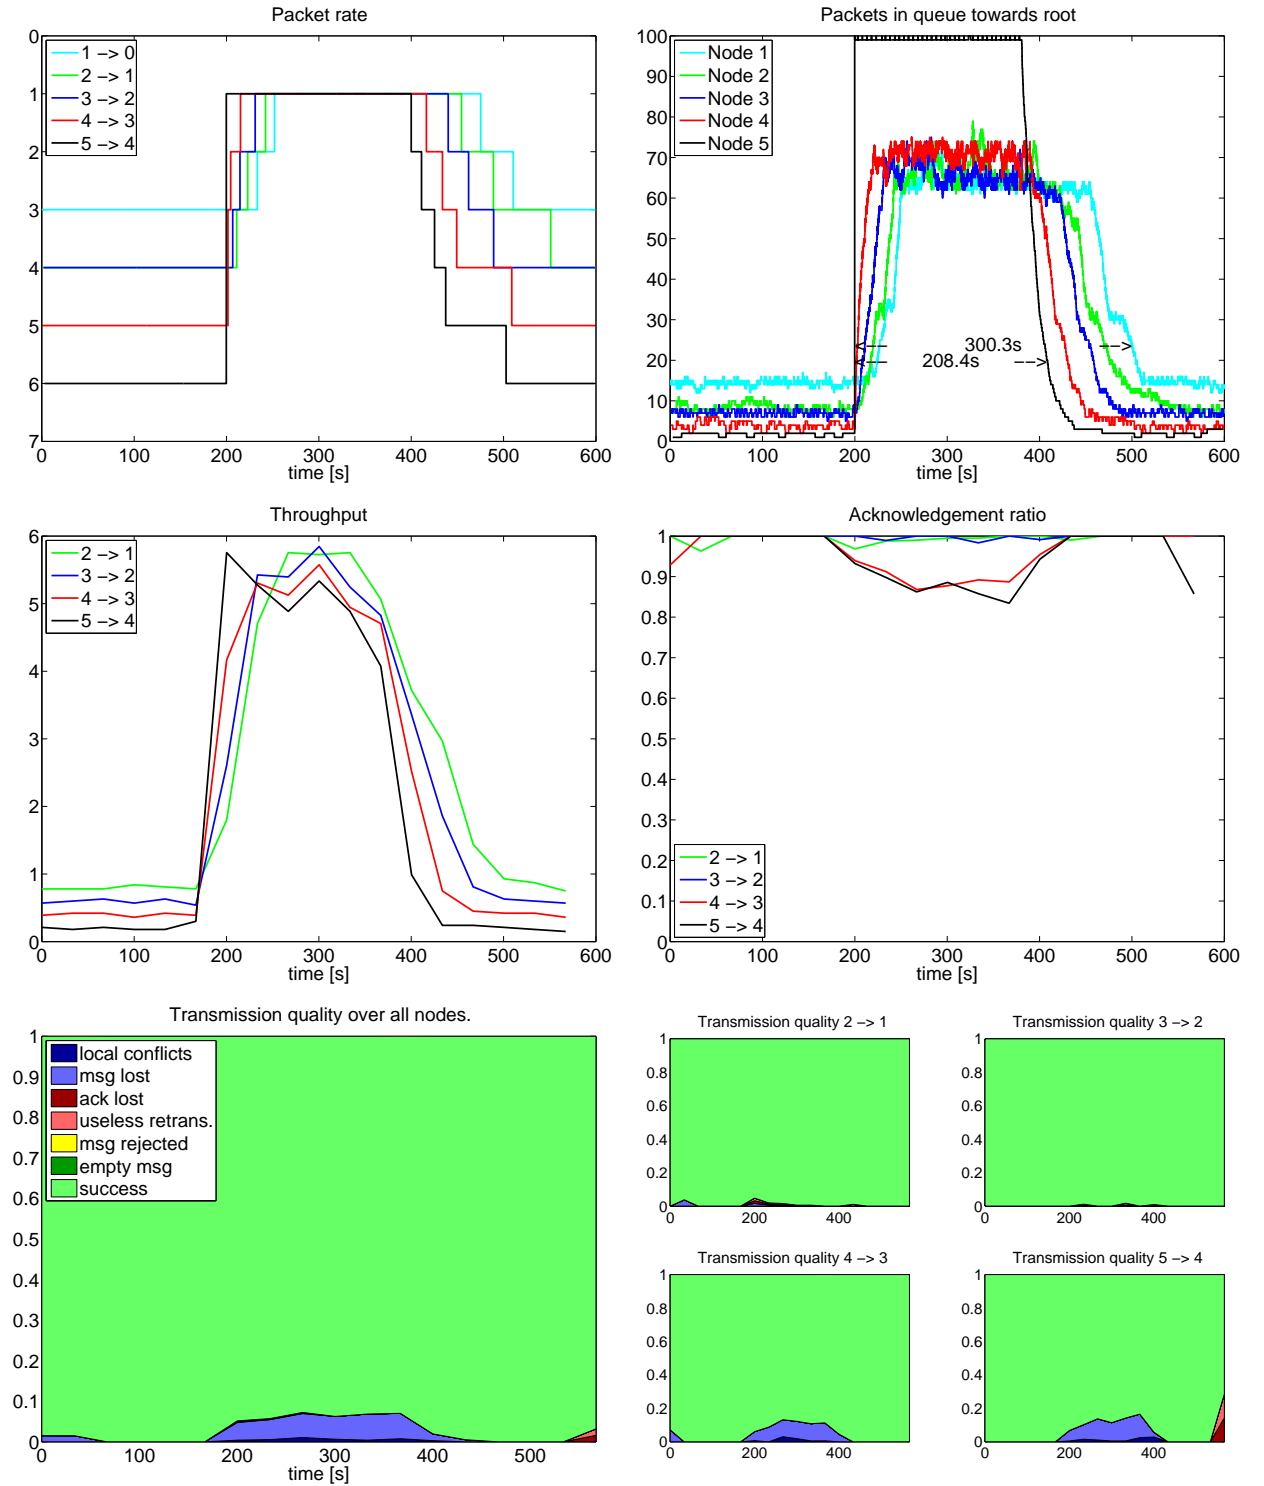 Packet rate
0
1
2
3
4
5
6
7
1 −> 0
2 −> 1
3 −> 2
4 −> 3
5 −> 4
0 100 200 300 400 500 600
time [s]
Packets in queue towards root
100
90
80
70
60
50
40
30
20
10
0
Node 1
Node 2
Node 3
Node 4
Node 5
300.3s
208.4s
0 100 200 300 400 500 600
time [s]
Throughput
6
5
4
3
2
1
0
2 −> 1
3 −> 2
4 −> 3
5 −> 4
0 100 200 300 400 500 600
time [s]
Acknowledgement ratio
1
0.9
0.8
0.7
0.6
0.5
0.4
0.3
0.2
0.1
0
2 −> 1
3 −> 2
4 −> 3
5 −> 4
0 100 200 300 400 500 600
time [s]
Transmission quality over all nodes.
1
0.9
0.8
0.7
0.6
0.5
0.4
0.3
0.2
0.1
0
local conflicts
msg lost
ack lost
useless retrans.
msg rejected
empty msg
success
0 100 200 300 400 500
time [s]
Transmission quality 2 −> 1
1
0.8
0.6
0.4
0.2
0
0 200 400
Transmission quality 3 −> 2
1
0.8
0.6
0.4
0.2
0
0 200 400
Transmission quality 4 −> 3
1
0.8
0.6
0.4
0.2
0
0 200 400
Transmission quality 5 −> 4
1
0.8
0.6
0.4
0.2
0
0 200 400